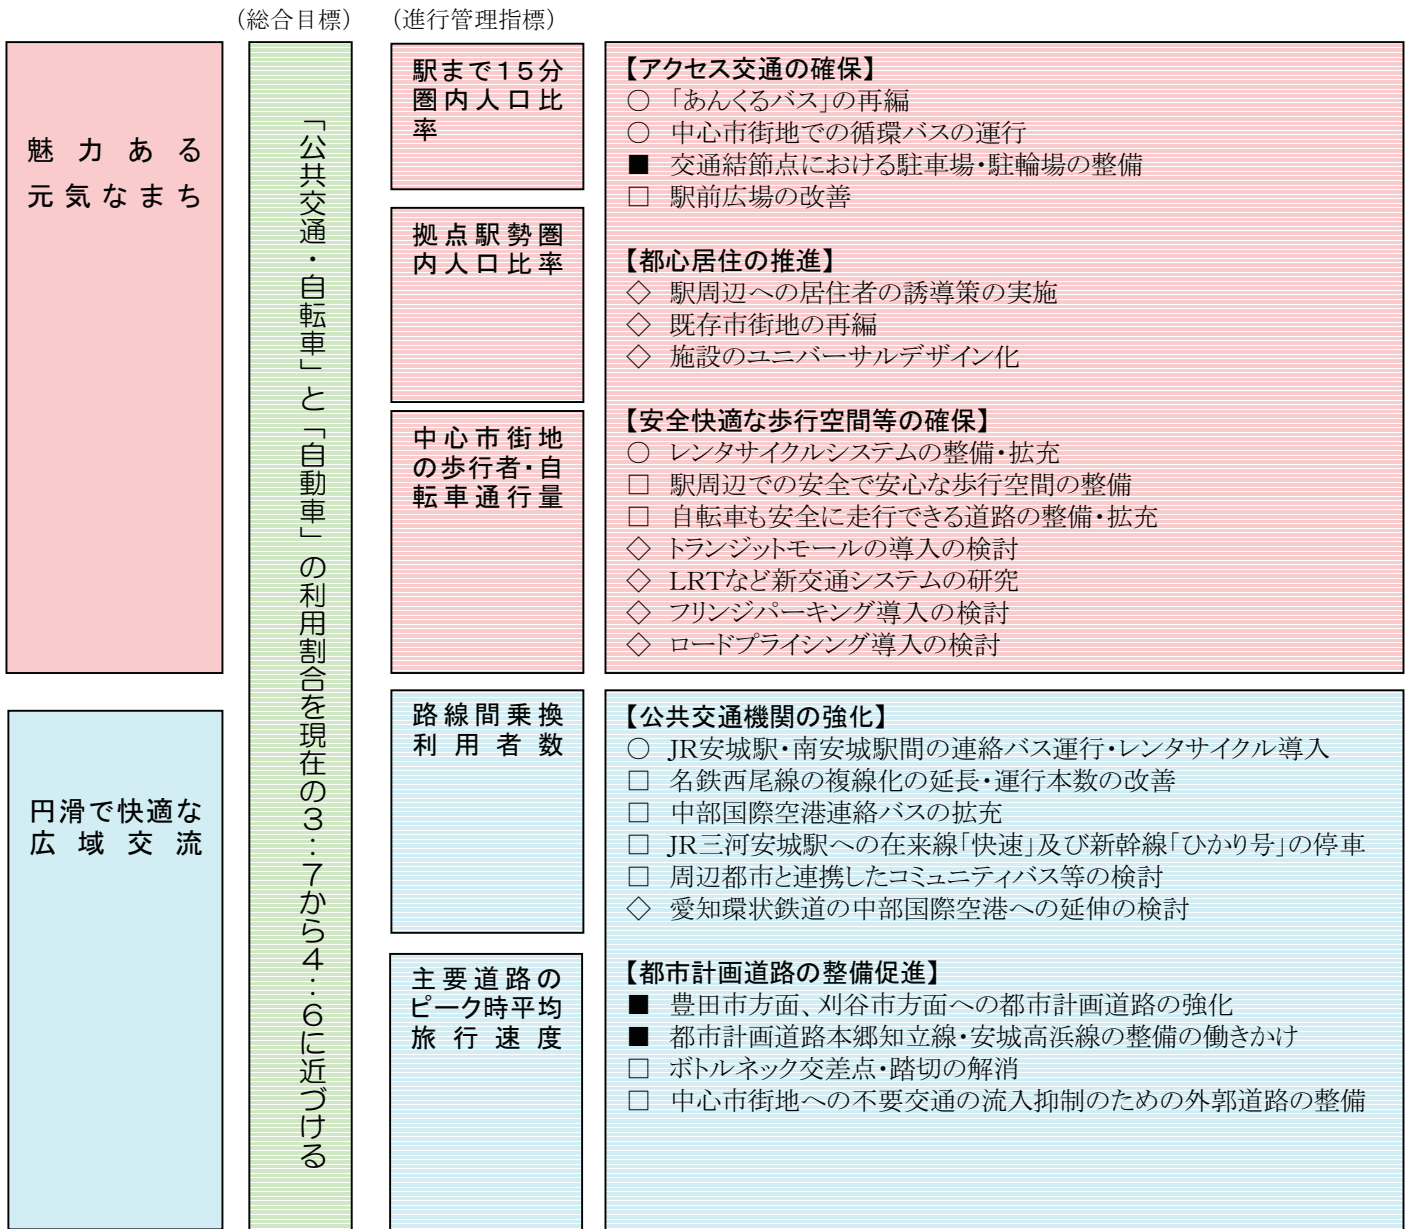 (総合目標)
(進行管理指標)
魅力ある
元気なまち
「公共交通・自転車」と「自動車」の利用割合を現在の3:7から4:6に近づける
駅まで15分
圏内人口比
率
拠点駅勢圏
内人口比率
中心市街地
の歩行者・自
転車通行量
【アクセス交通の確保】
○ 「あんくるバス」の再編
○ 中心市街地での循環バスの運行
■ 交通結節点における駐車場・駐輪場の整備
□ 駅前広場の改善
【都心居住の推進】
◇ 駅周辺への居住者の誘導策の実施
◇ 既存市街地の再編
◇ 施設のユニバーサルデザイン化
【安全快適な歩行空間等の確保】
○ レンタサイクルシステムの整備・拡充
□ 駅周辺での安全で安心な歩行空間の整備
□ 自転車も安全に走行できる道路の整備・拡充
◇ トランジットモールの導入の検討
◇ LRTなど新交通システムの研究
◇ フリンジパーキング導入の検討
◇ ロードプライシング導入の検討
円滑で快適な
広域交流
路線間乗換
利用者数
主要道路の
ピーク時平均
旅行速度
【公共交通機関の強化】
○ JR安城駅・南安城駅間の連絡バス運行・レンタサイクル導入
□ 名鉄西尾線の複線化の延長・運行本数の改善
□ 中部国際空港連絡バスの拡充
□ JR三河安城駅への在来線「快速」及び新幹線「ひかり号」の停車
□ 周辺都市と連携したコミュニティバス等の検討
◇ 愛知環状鉄道の中部国際空港への延伸の検討
【都市計画道路の整備促進】
■ 豊田市方面、刈谷市方面への都市計画道路の強化
■ 都市計画道路本郷知立線・安城高浜線の整備の働きかけ
□ ボトルネック交差点・踏切の解消
□ 中心市街地への不要交通の流入抑制のための外郭道路の整備